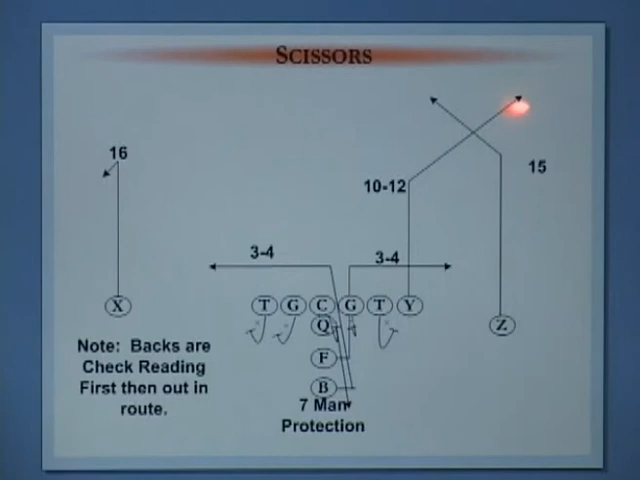 SCISSORS
16
15
10-12
3-4
3-4
X
T
G
C
G
T
Y
Q
Z
F
B
Note: Backs are
Check Reading
First then out in
route.
7 Man
Protection